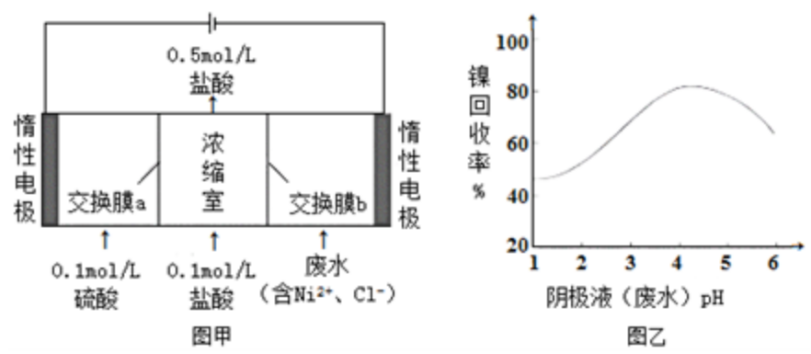 0.5mol/L
盐酸
惰性电极
交换膜a
浓缩室
交换膜b
惰性电极
0.1mol/L
硫酸
0.1mol/L
盐酸
废水
(含Ni²⁺、Cl⁻)
图甲
镍回收率%
100
80
60
40
20
1 2 3 4 5 6
阴极液（废水）pH
图乙